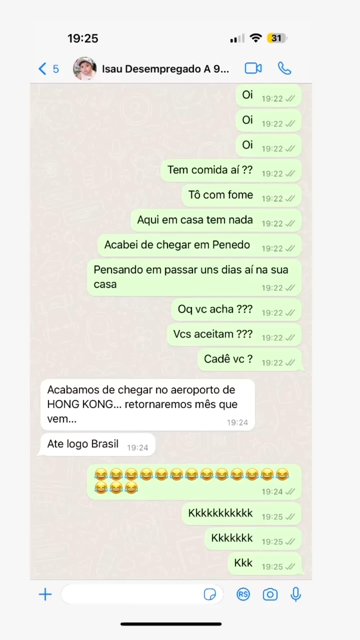 19:25
31
5
Isau Desempregado A 9...
Oi
19:22
Oi
19:22
Oi
19:22
Tem comida aí ??
19:22
Tô com fome
19:22
Aqui em casa tem nada
19:22
Acabei de chegar em Penedo
19:22
Pensando em passar uns dias aí na sua
casa
19:22
Oq vc acha ???
19:22
Vcs aceitam ???
19:22
Cadê vc ?
19:22
Acabamos de chegar no aeroporto de
HONG KONG... retornaremos mês que
vem...
19:24
Ate logo Brasil
19:24
😂😂😂😂😂😂😂😂😂😂😂😂😂
😂😂😂
19:24
Kkkkkkkkkkk
19:25
Kkkkkkk
19:25
Kkk
19:25
R$